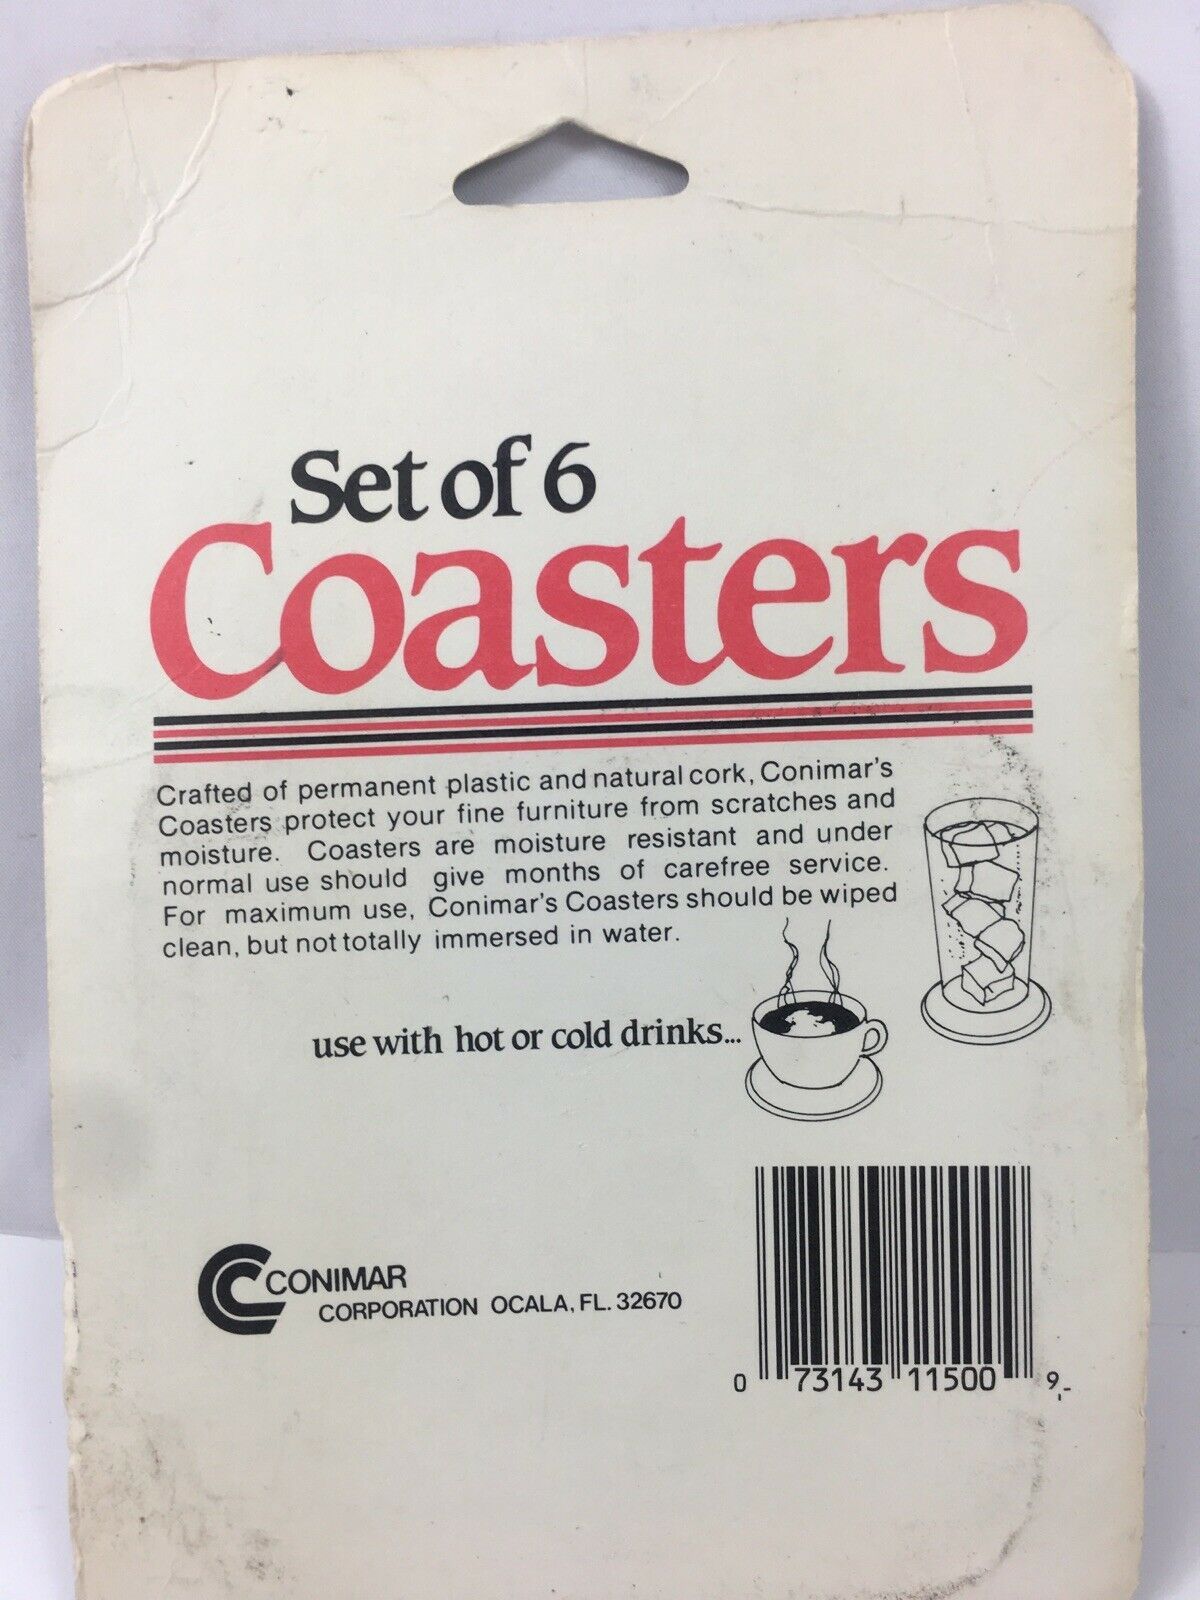 Set of 6
Coasters
Crafted of permanent plastic and natural cork, Conimar's
Coasters protect your fine furniture from scratches and
moisture. Coasters are moisture resistant and under
normal use should give months of carefree service.
For maximum use, Conimar's Coasters should be wiped
clean, but not totally immersed in water.
use with hot or cold drinks...
CONIMAR
CORPORATION OCALA, FL. 32670
0 73143 11500 9